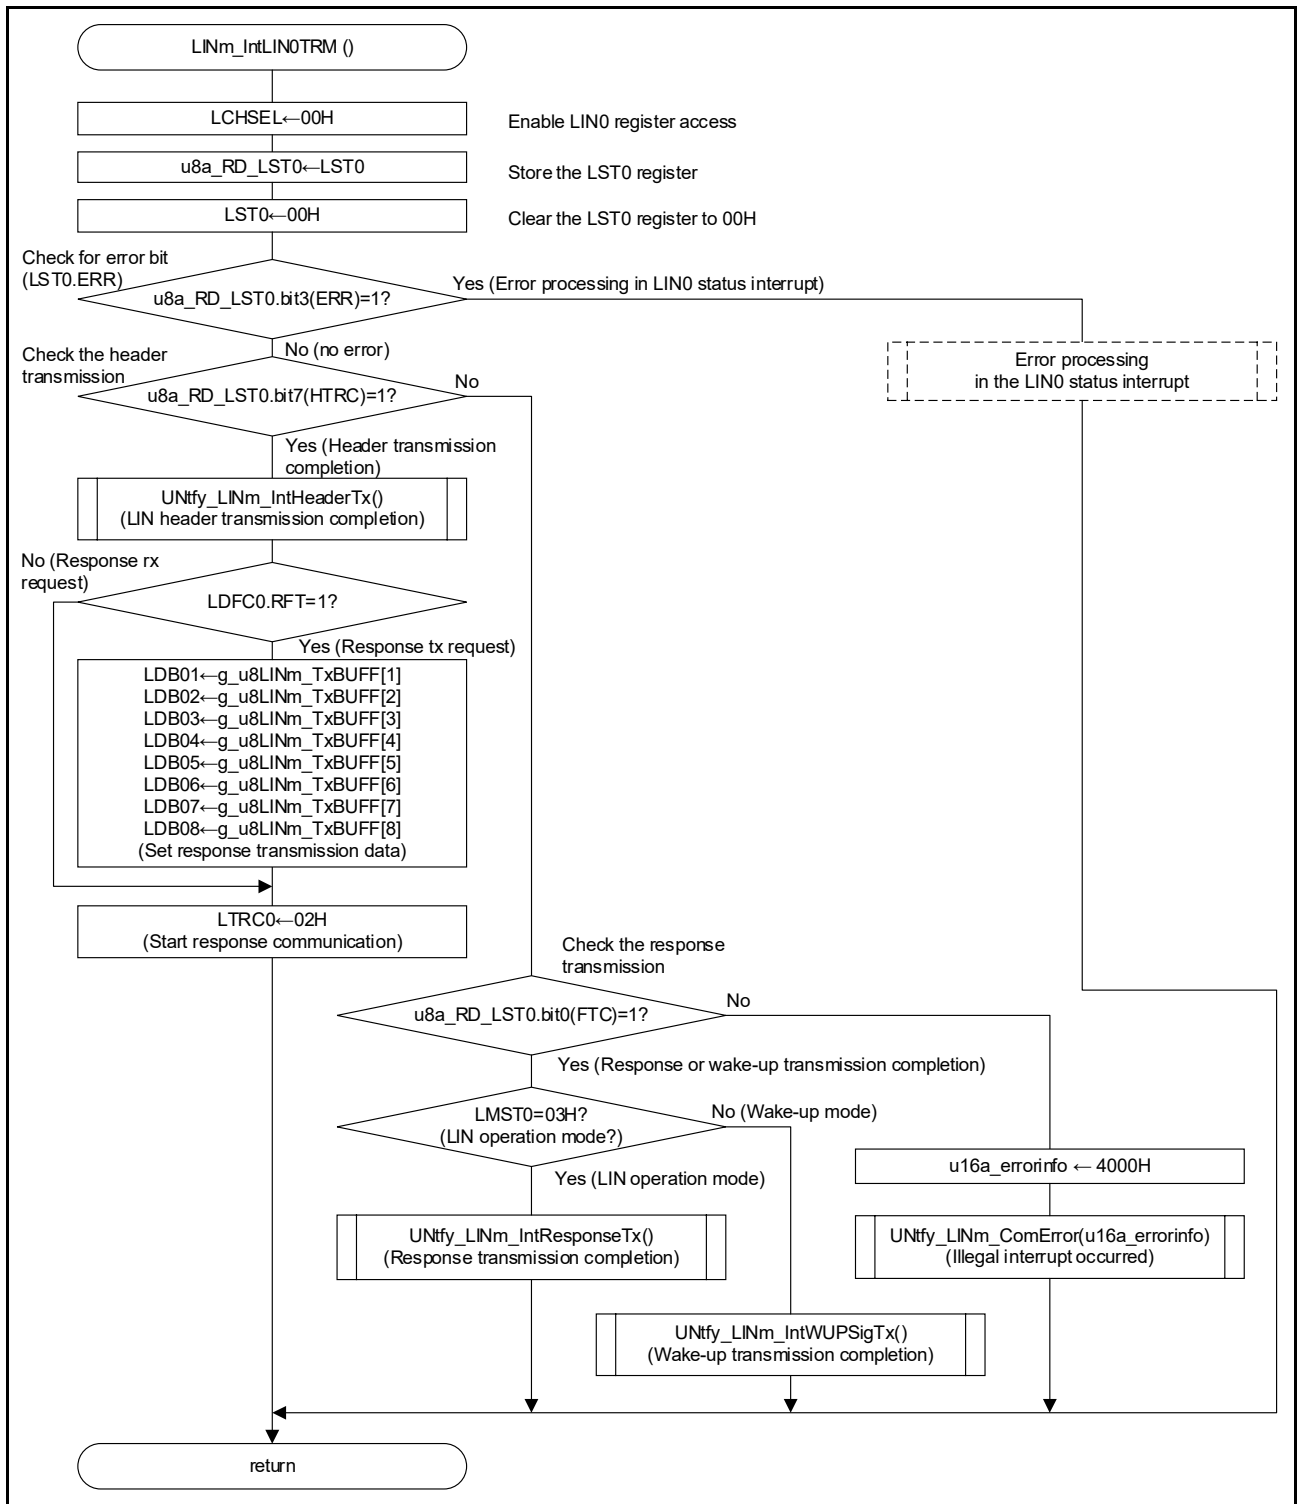 LINm_IntLIN0TRM ()
LCHSEL←00H
Enable LIN0 register access
u8a_RD_LST0←LST0
Store the LST0 register
LST0←00H
Clear the LST0 register to 00H
Check for error bit
(LST0.ERR)
Yes (Error processing in LIN0 status interrupt)
u8a_RD_LST0.bit3(ERR)=1?
No (no error)
Error processing
in the LIN0 status interrupt
Check the header
transmission
No
u8a_RD_LST0.bit7(HTRC)=1?
Yes (Header transmission
completion)
UNtfy_LINm_IntHeaderTx()
(LIN header transmission completion)
No (Response rx
request)
LDFC0.RFT=1?
Yes (Response tx request)
LDB01←g_u8LINm_TxBUFF[1]
LDB02←g_u8LINm_TxBUFF[2]
LDB03←g_u8LINm_TxBUFF[3]
LDB04←g_u8LINm_TxBUFF[4]
LDB05←g_u8LINm_TxBUFF[5]
LDB06←g_u8LINm_TxBUFF[6]
LDB07←g_u8LINm_TxBUFF[7]
LDB08←g_u8LINm_TxBUFF[8]
(Set response transmission data)
LTRC0←02H
(Start response communication)
Check the response
transmission
No
u8a_RD_LST0.bit0(FTC)=1?
Yes (Response or wake-up transmission completion)
LMST0=03H?
(LIN operation mode?)
No (Wake-up mode)
Yes (LIN operation mode)
u16a_errorinfo ← 4000H
UNtfy_LINm_IntResponseTx()
(Response transmission completion)
UNtfy_LINm_ComError(u16a_errorinfo)
(Illegal interrupt occurred)
UNtfy_LINm_IntWUPSigTx()
(Wake-up transmission completion)
return